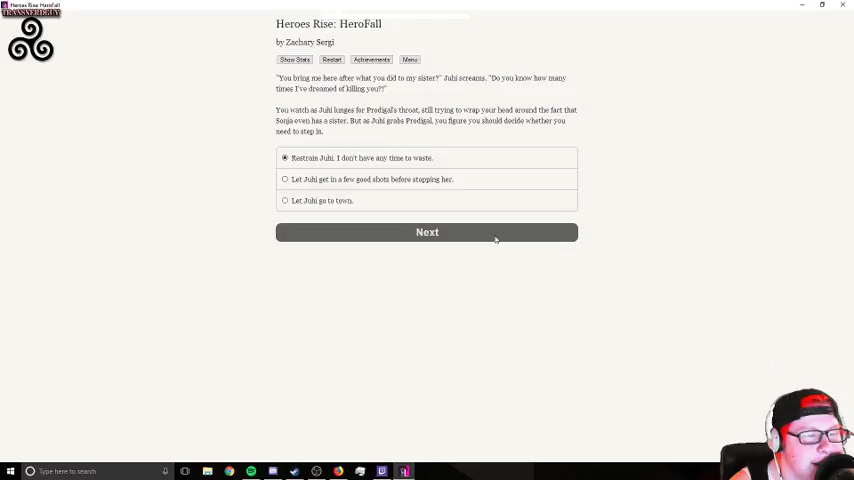 Heroes Rise: HeroFall
TRANSNERDGUY
Heroes Rise: HeroFall
by Zachary Sergi
Show Stats Restart Achievements Menu
"You bring me here after what you did to my sister?" Juhi screams. "Do you know how many
times I've dreamed of killing you?!"
You watch as Juhi lunges for Prodigal's throat, still trying to wrap your head around the fact that
Sonja even has a sister. But as Juhi grabs Prodigal, you figure you should decide whether you
need to step in.
Restrain Juhi. I don't have any time to waste.
Let Juhi get in a few good shots before stopping her.
Let Juhi go to town.
Next
Type here to search